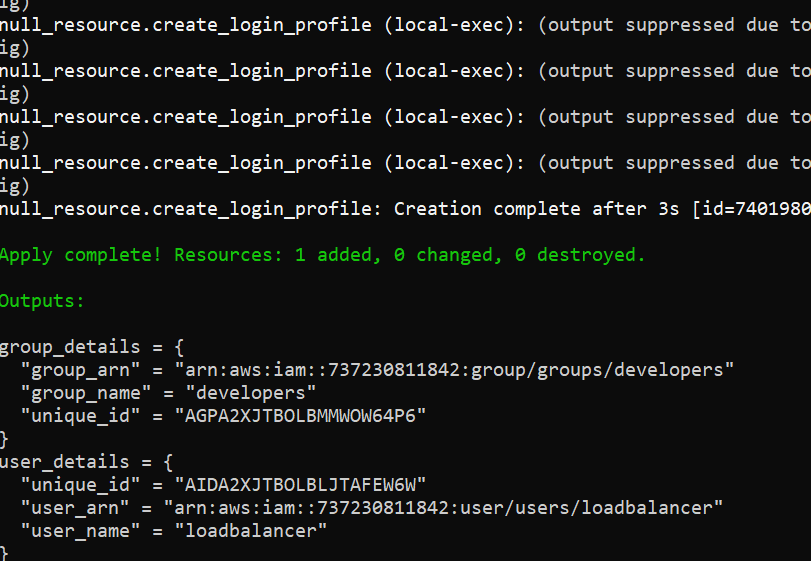 ig)
null_resource.create_login_profile (local-exec): (output suppressed due to
ig)
null_resource.create_login_profile (local-exec): (output suppressed due to
ig)
null_resource.create_login_profile (local-exec): (output suppressed due to
ig)
null_resource.create_login_profile (local-exec): (output suppressed due to
ig)
null_resource.create_login_profile: Creation complete after 3s [id=7401980
Apply complete! Resources: 1 added, 0 changed, 0 destroyed.
Outputs:
group_details = {
  "group_arn" = "arn:aws:iam::737230811842:group/groups/developers"
  "group_name" = "developers"
  "unique_id" = "AGPA2XJTBOLBMMWOW64P6"
}
user_details = {
  "unique_id" = "AIDA2XJTBOLBLJTAFEW6W"
  "user_arn" = "arn:aws:iam::737230811842:user/users/loadbalancer"
  "user_name" = "loadbalancer"
}